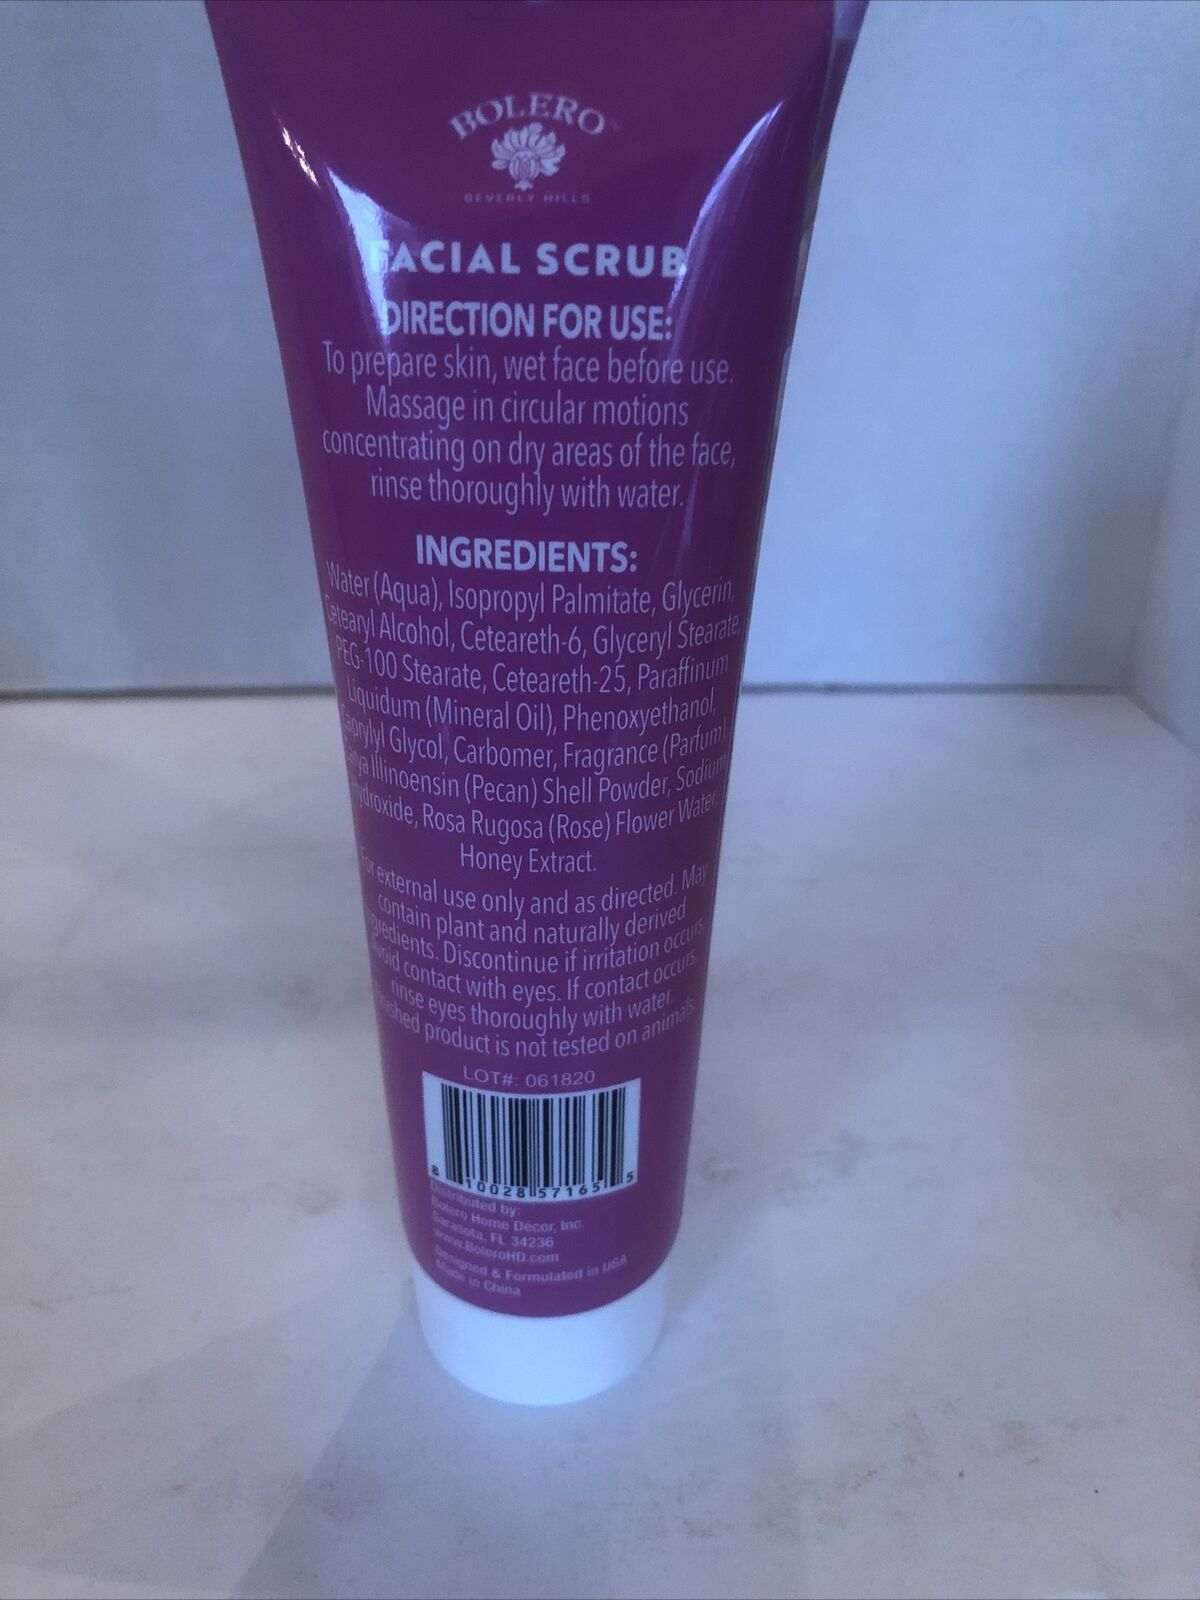 BOLERO™
BEVERLY HILLS
FACIAL SCRUB
DIRECTION FOR USE:
To prepare skin, wet face before use.
Massage in circular motions
concentrating on dry areas of the face,
rinse thoroughly with water.
INGREDIENTS:
Water (Aqua), Isopropyl Palmitate, Glycerin,
Cetearyl Alcohol, Ceteareth-6, Glyceryl Stearate,
PEG-100 Stearate, Ceteareth-25, Paraffinum
Liquidum (Mineral Oil), Phenoxyethanol,
Caprylyl Glycol, Carbomer, Fragrance (Parfum),
Carya Illinoensin (Pecan) Shell Powder, Sodium
Hydroxide, Rosa Rugosa (Rose) Flower Water,
Honey Extract.
For external use only and as directed. May
contain plant and naturally derived
ingredients. Discontinue if irritation occurs.
Avoid contact with eyes. If contact occurs,
rinse eyes thoroughly with water.
Finished product is not tested on animals.
LOT#: 061820
8 10028 57165 5
Distributed by:
Bolero Home Décor, Inc.
Sarasota, FL 34236
www.BoleroHD.com
Designed & Formulated in USA
Made in China